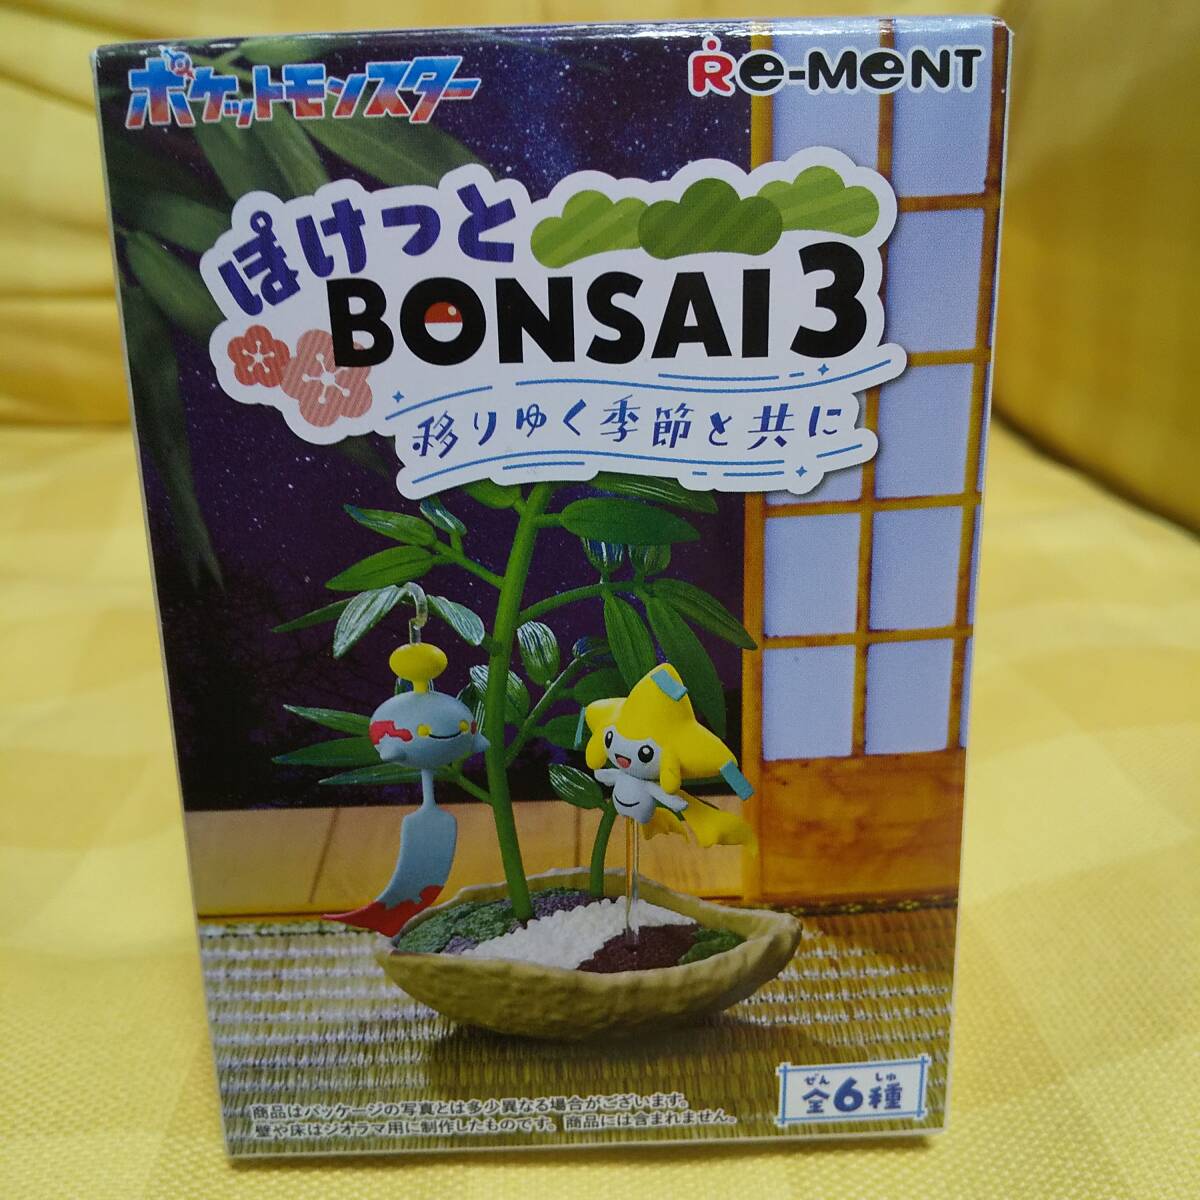 ポケットモンスター
Re-MeNT
ぽけっと
BONSAI 3
移りゆく季節と共に
ぜん しゅ
全6種
商品はパッケージの写真とは多少異なる場合がございます。
壁や床はジオラマ用に制作したものです。商品には含まれません。